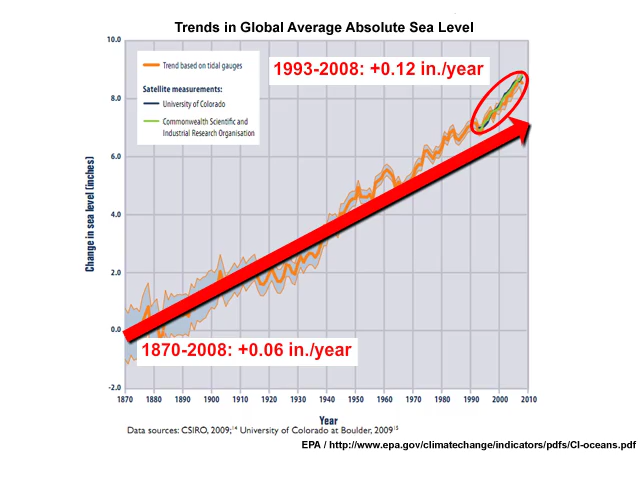 Trends in Global Average Absolute Sea Level
10.0
8.0
6.0
4.0
2.0
0.0
-2.0
Change in sea level (inches)
Trend based on tidal gauges
Satellite measurements:
University of Colorado
Commonwealth Scientific and
Industrial Research Organisation
1993-2008: +0.12 in./year
1870-2008: +0.06 in./year
1870 1880 1890 1900 1910 1920 1930 1940 1950 1960 1970 1980 1990 2000 2010
Year
Data sources: CSIRO, 2009;¹⁴ University of Colorado at Boulder, 2009¹⁵
EPA / http://www.epa.gov/climatechange/indicators/pdfs/CI-oceans.pdf